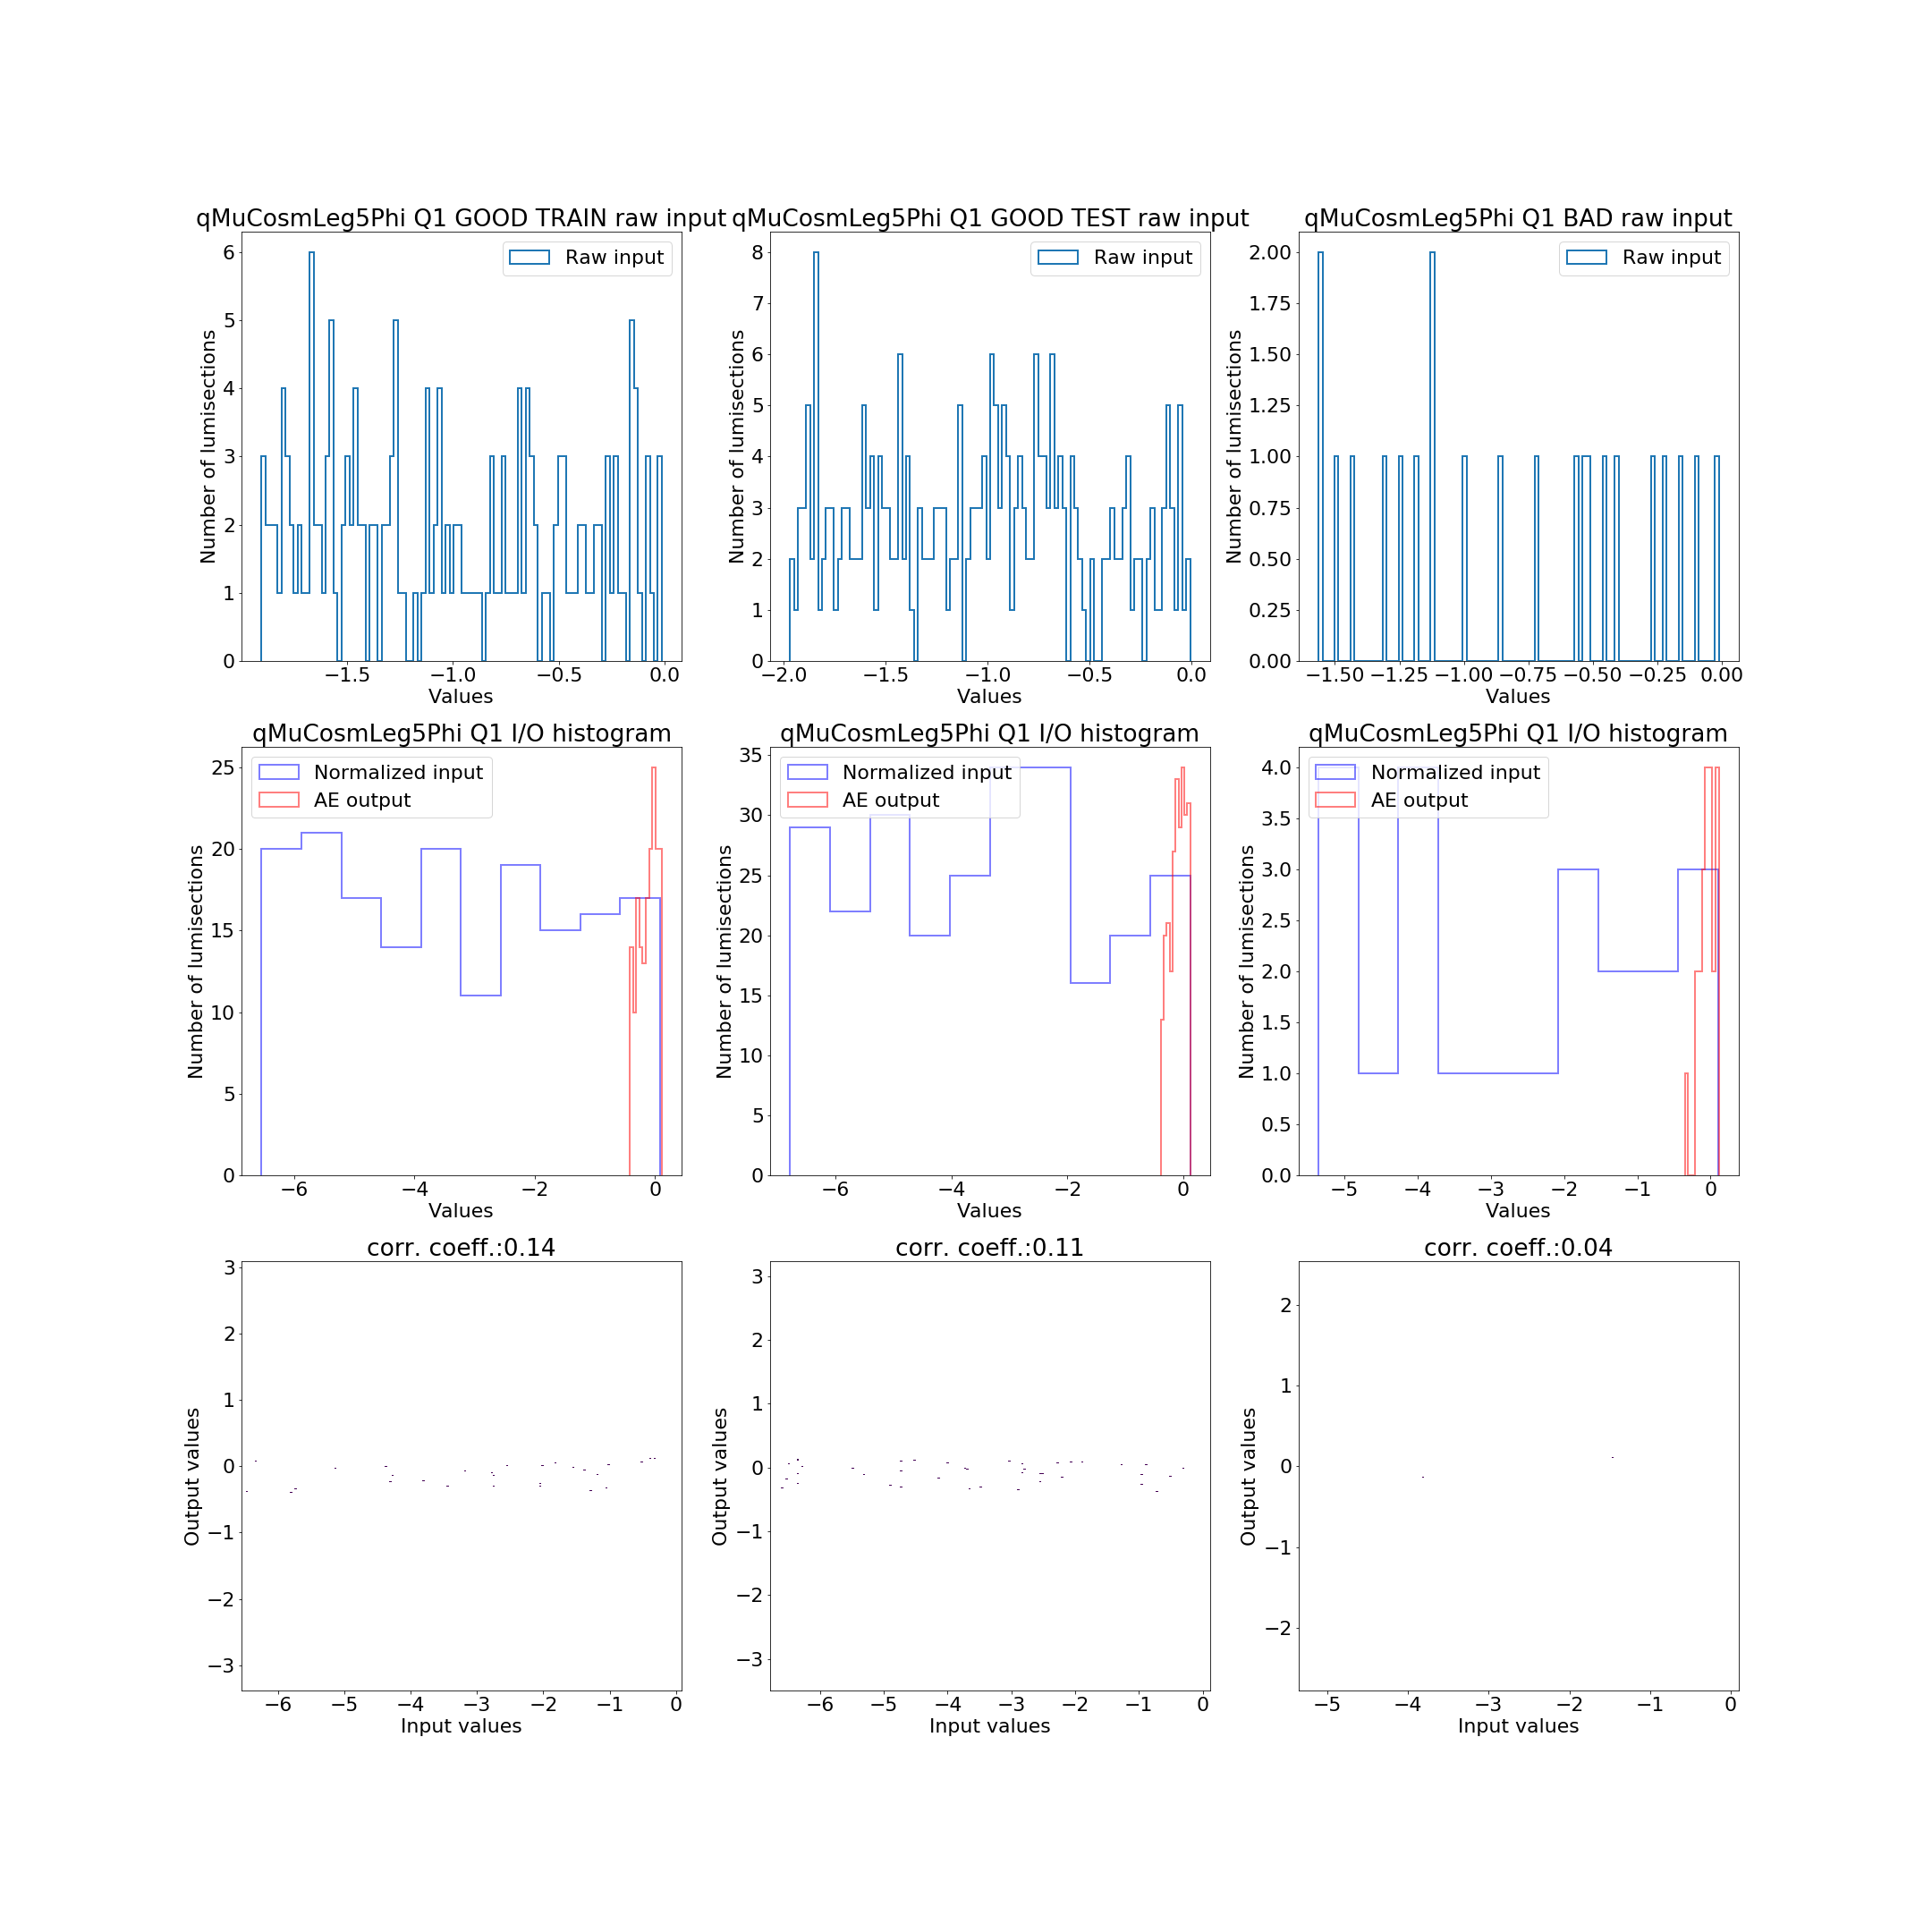 qMuCosmLeg5Phi Q1 GOOD TRAIN raw input
Number of lumisections
6
5
4
3
2
1
0
Raw input
−1.5 −1.0 −0.5 0.0
Values
qMuCosmLeg5Phi Q1 GOOD TEST raw input
Number of lumisections
8
7
6
5
4
3
2
1
0
Raw input
−2.0 −1.5 −1.0 −0.5 0.0
Values
qMuCosmLeg5Phi Q1 BAD raw input
Number of lumisections
2.00
1.75
1.50
1.25
1.00
0.75
0.50
0.25
0.00
Raw input
−1.50 −1.25 −1.00 −0.75 −0.50 −0.25 0.00
Values
qMuCosmLeg5Phi Q1 I/O histogram
Number of lumisections
25
20
15
10
5
0
Normalized input
AE output
−6 −4 −2 0
Values
qMuCosmLeg5Phi Q1 I/O histogram
Number of lumisections
35
30
25
20
15
10
5
0
Normalized input
AE output
−6 −4 −2 0
Values
qMuCosmLeg5Phi Q1 I/O histogram
Number of lumisections
4.0
3.5
3.0
2.5
2.0
1.5
1.0
0.5
0.0
Normalized input
AE output
−5 −4 −3 −2 −1 0
Values
corr. coeff.:0.14
Output values
3
2
1
0
−1
−2
−3
−6 −5 −4 −3 −2 −1 0
Input values
corr. coeff.:0.11
Output values
3
2
1
0
−1
−2
−3
−6 −5 −4 −3 −2 −1 0
Input values
corr. coeff.:0.04
Output values
2
1
0
−1
−2
−5 −4 −3 −2 −1 0
Input values